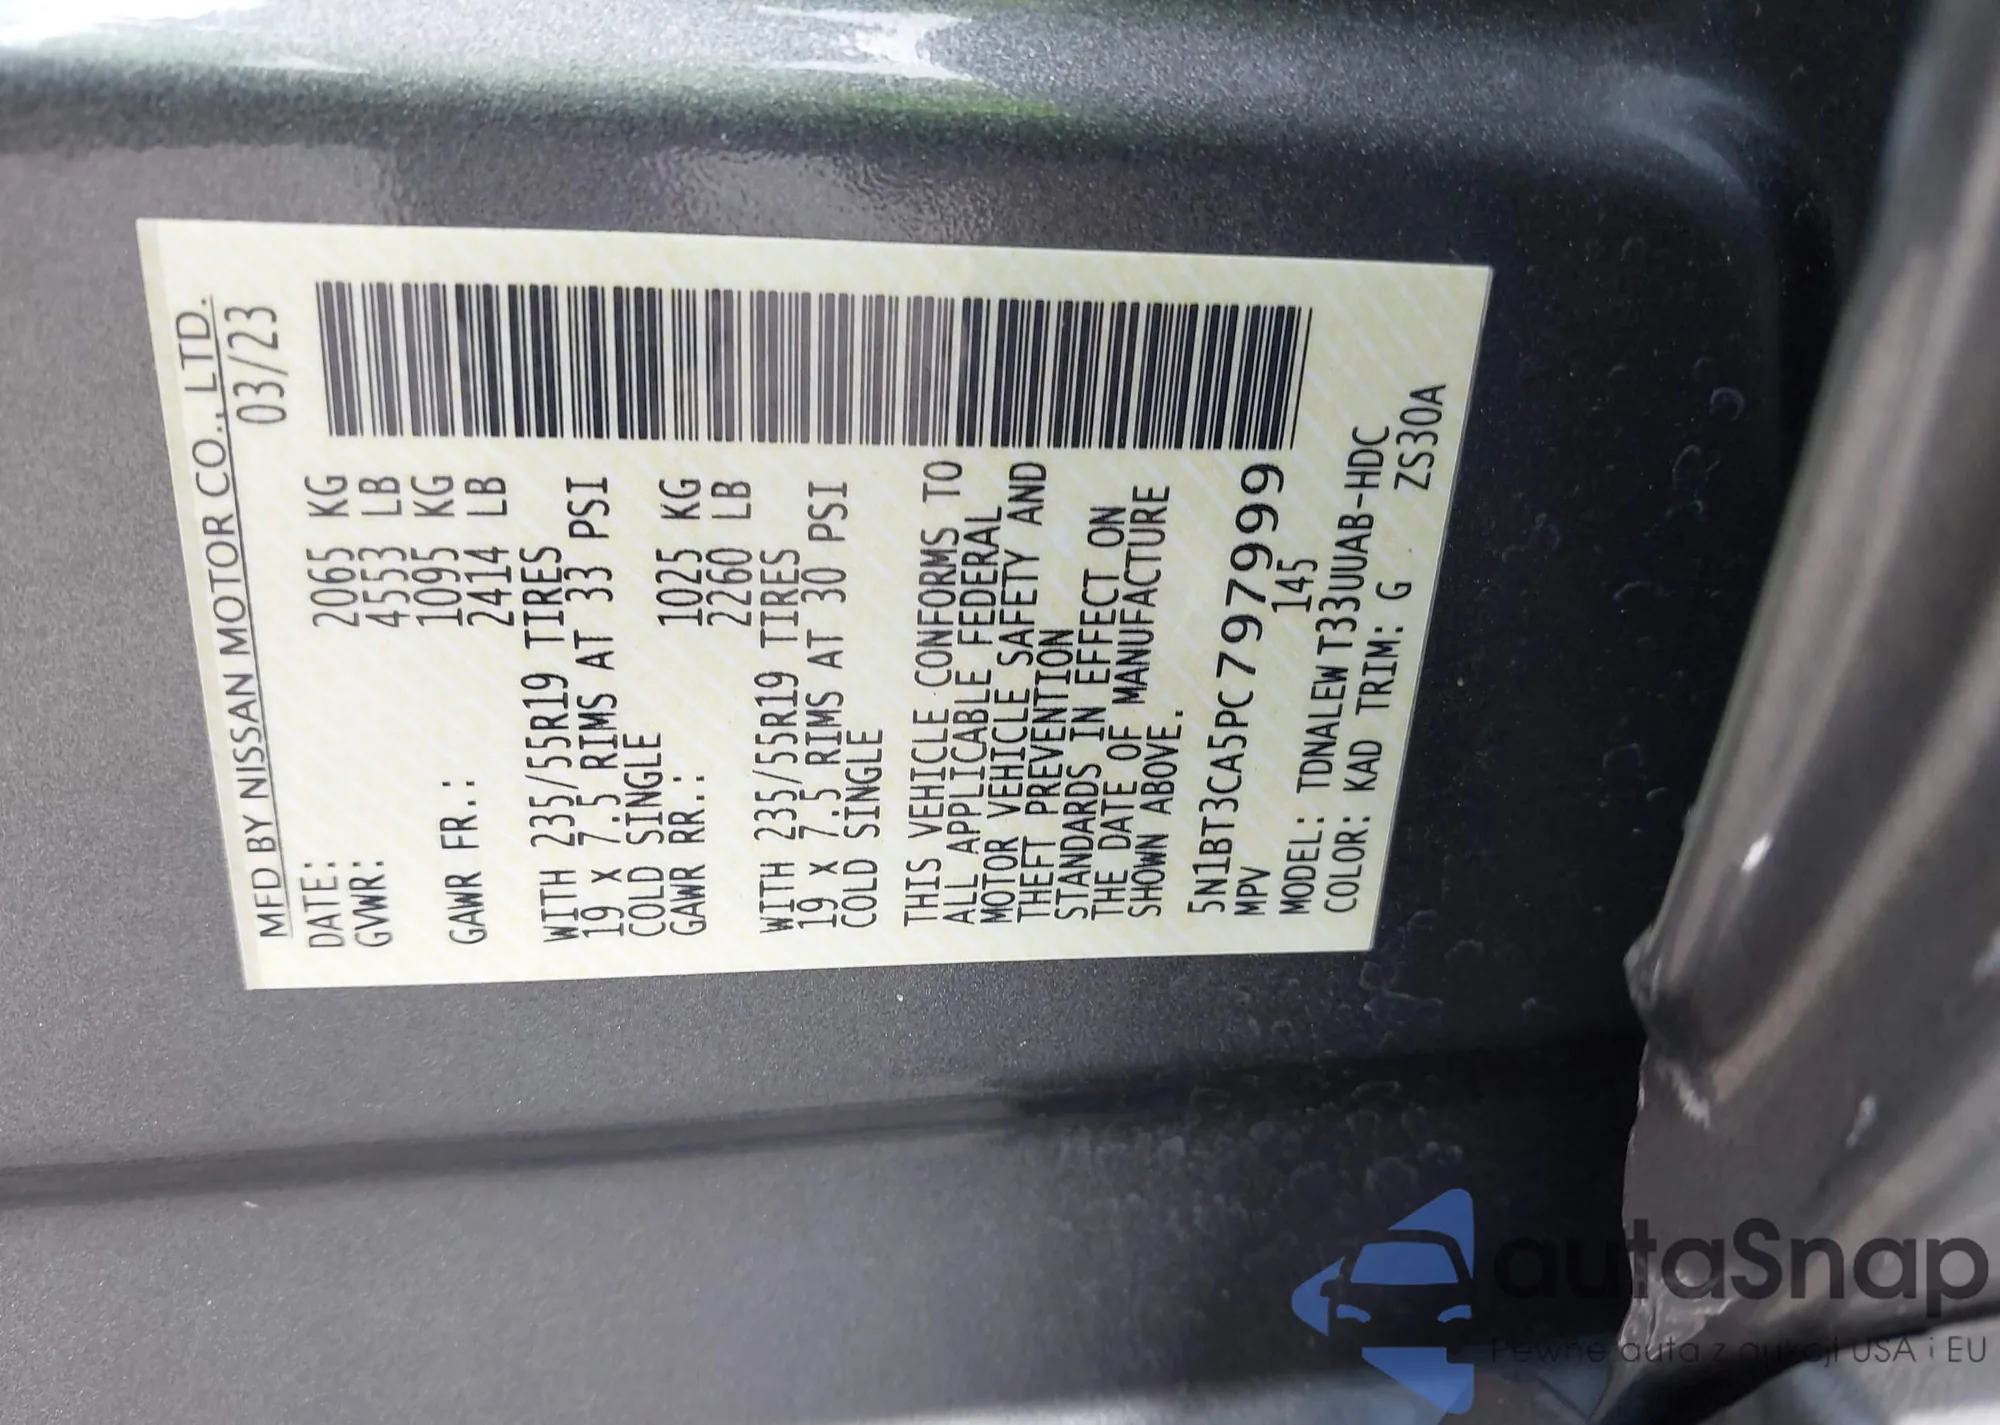 MFD BY NISSAN MOTOR CO., LTD.
DATE: 03/23
GVWR: 2065 KG
4553 LB
GAWR FR.: 1095 KG
2414 LB
WITH 235/55R19 TIRES
19 X 7.5 RIMS AT 33 PSI
COLD SINGLE
GAWR RR.: 1025 KG
2260 LB
WITH 235/55R19 TIRES
19 X 7.5 RIMS AT 30 PSI
COLD SINGLE
THIS VEHICLE CONFORMS TO
ALL APPLICABLE FEDERAL
MOTOR VEHICLE SAFETY AND
THEFT PREVENTION
STANDARDS IN EFFECT ON
THE DATE OF MANUFACTURE
SHOWN ABOVE.
5N1BT3CA5PC797999
MPV 145
MODEL: TDNALEW T33UUAB-HDC
COLOR: KAD TRIM: G ZS30A
autaSnap
Pewne auta z aukcji USA i EU